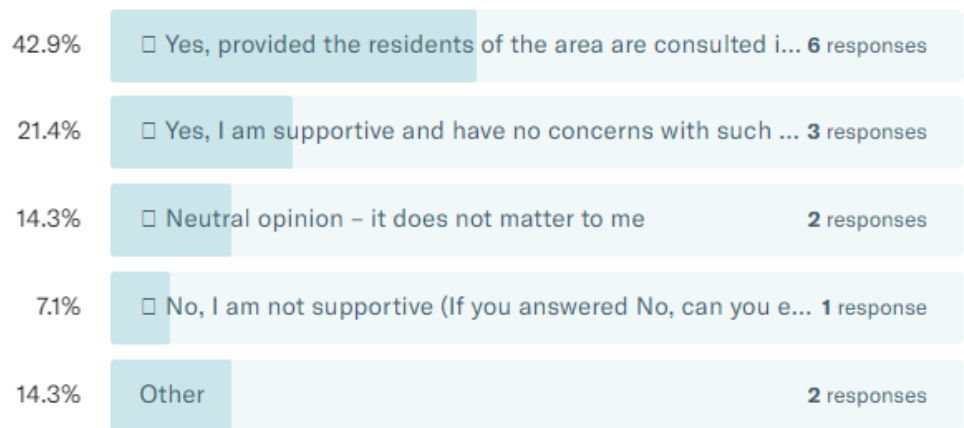 42.9% □ Yes, provided the residents of the area are consulted i... 6 responses
21.4% □ Yes, I am supportive and have no concerns with such ... 3 responses
14.3% □ Neutral opinion – it does not matter to me 2 responses
7.1% □ No, I am not supportive (If you answered No, can you e... 1 response
14.3% Other 2 responses